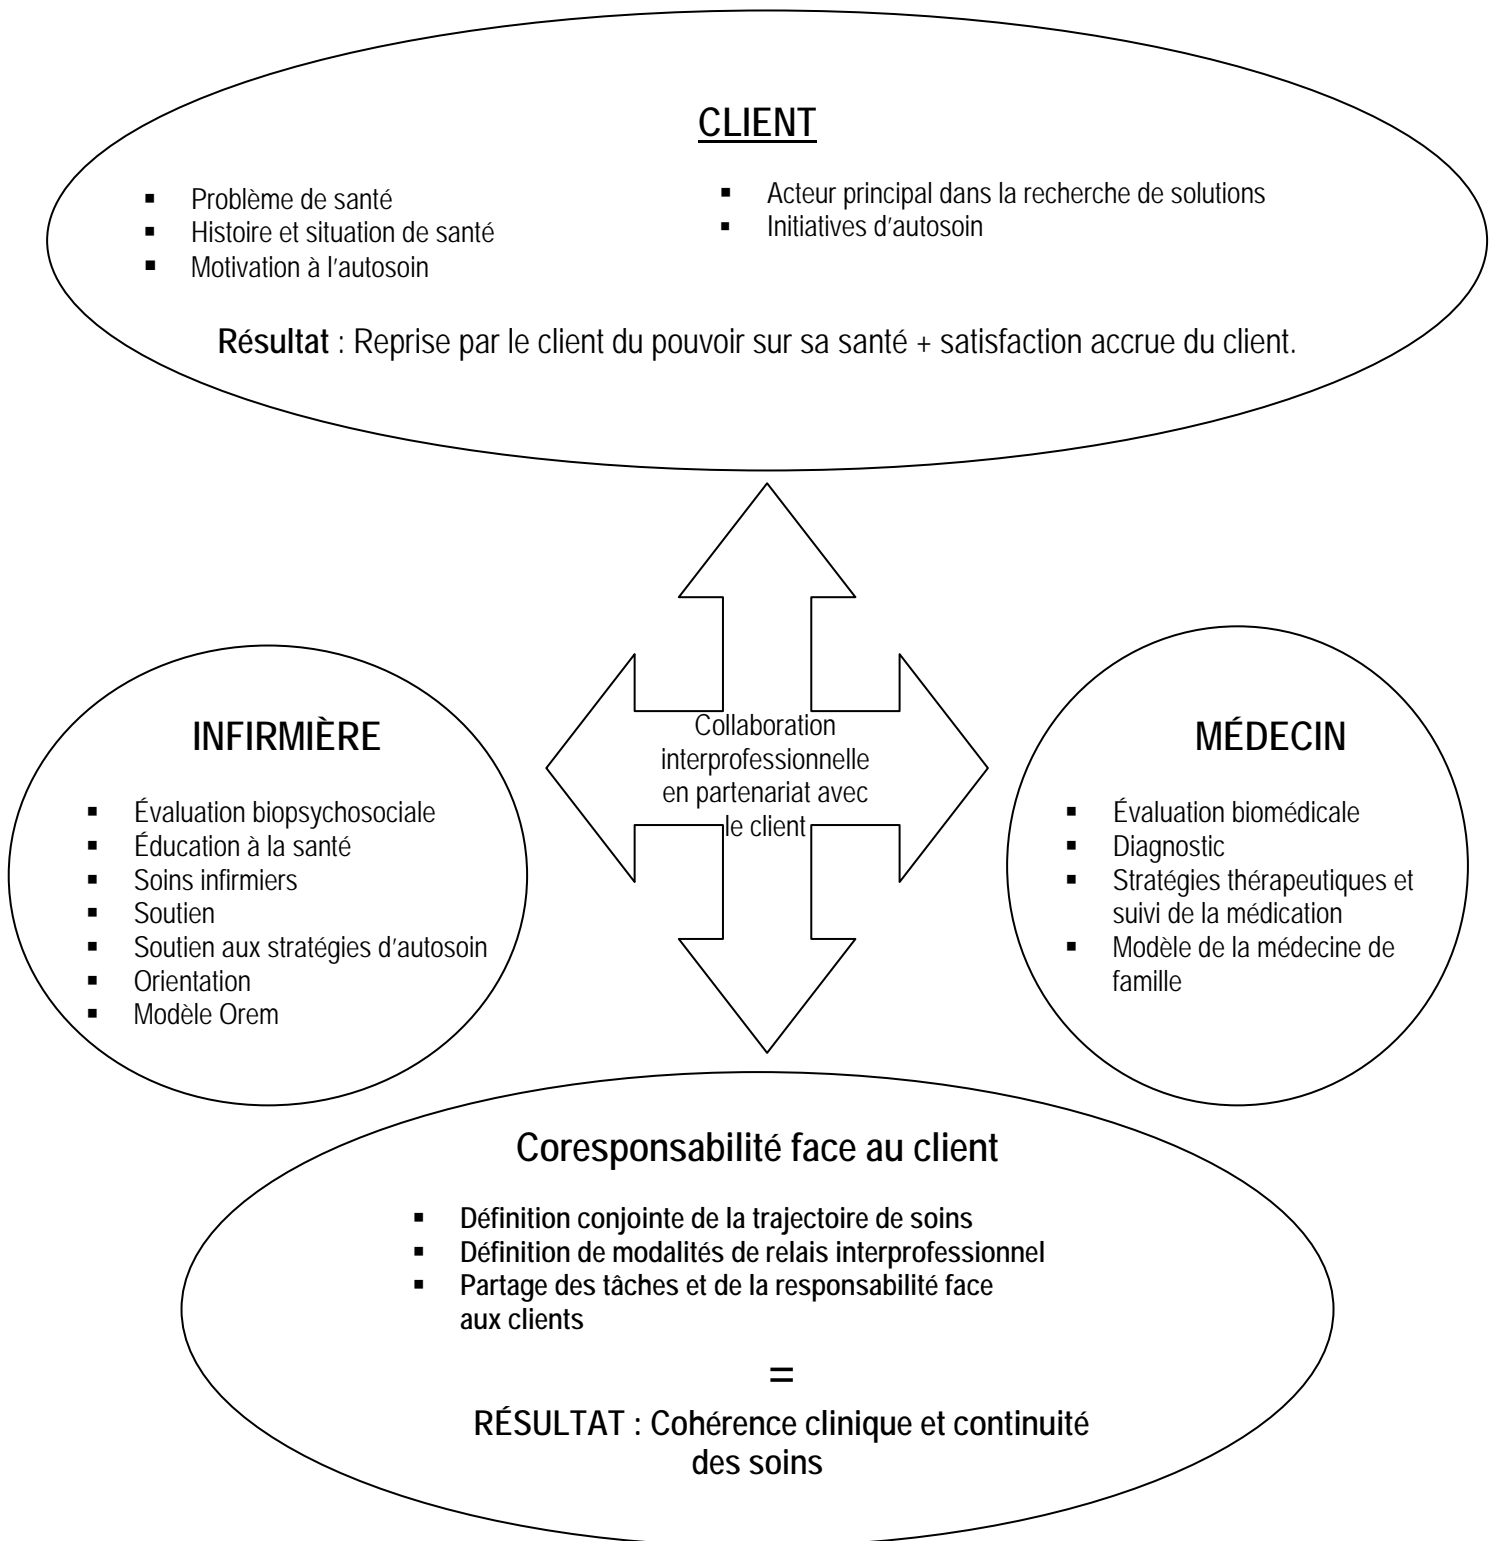 CLIENT
▪ Problème de santé
▪ Histoire et situation de santé
▪ Motivation à l'autosoin
▪ Acteur principal dans la recherche de solutions
▪ Initiatives d'autosoin
Résultat : Reprise par le client du pouvoir sur sa santé + satisfaction accrue du client.
INFIRMIÈRE
▪ Évaluation biopsychosociale
▪ Éducation à la santé
▪ Soins infirmiers
▪ Soutien
▪ Soutien aux stratégies d'autosoin
▪ Orientation
▪ Modèle Orem
Collaboration
interprofessionnelle
en partenariat avec
le client
MÉDECIN
▪ Évaluation biomédicale
▪ Diagnostic
▪ Stratégies thérapeutiques et
suivi de la médication
▪ Modèle de la médecine de
famille
Coresponsabilité face au client
▪ Définition conjointe de la trajectoire de soins
▪ Définition de modalités de relais interprofessionnel
▪ Partage des tâches et de la responsabilité face
aux clients
=
RÉSULTAT : Cohérence clinique et continuité
des soins